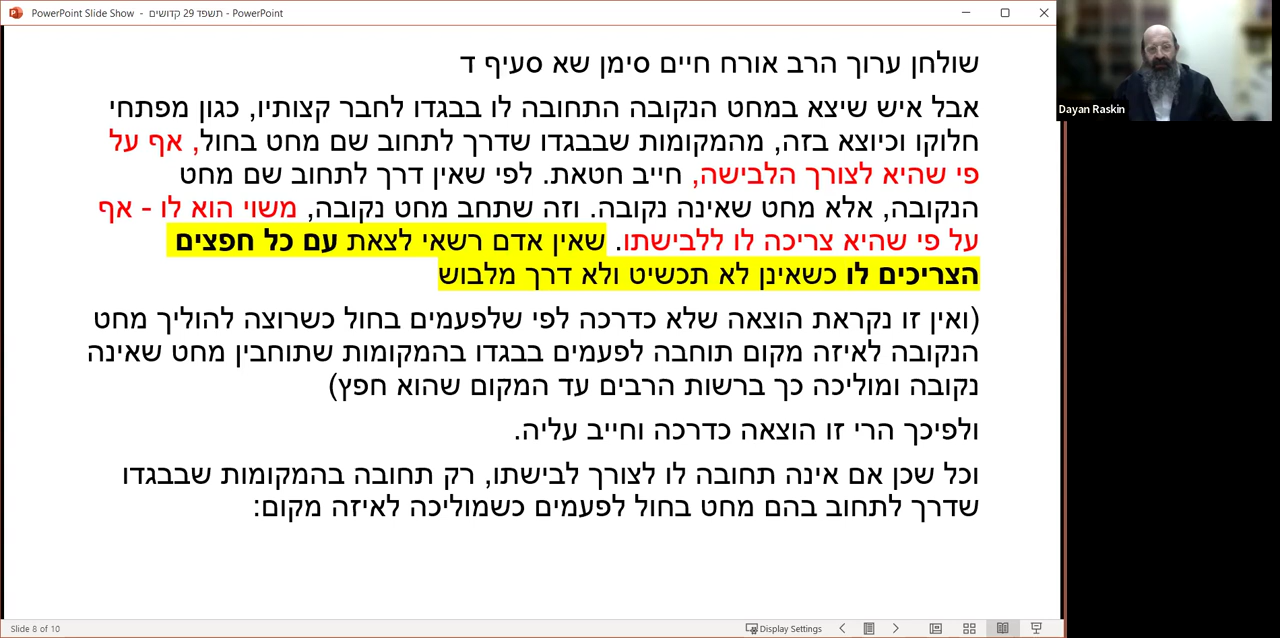 PowerPoint Slide Show - תשפד 29 קדושים - PowerPoint
שולחן ערוך הרב אורח חיים סימן שא סעיף ד
אבל איש שיצא במחט הנקובה התחובה לו בבגדו לחבר קצותיו, כגון מפתחי
חלוקו וכיוצא בזה, מהמקומות שבבגדו שדרך לתחוב שם מחט בחול, אף על
פי שהיא לצורך הלבישה, חייב חטאת. לפי שאין דרך לתחוב שם מחט
הנקובה, אלא מחט שאינה נקובה. וזה שתחב מחט נקובה, משוי הוא לו - אף
על פי שהיא צריכה לו ללבישתו. שאין אדם רשאי לצאת עם כל חפצים
הצריכים לו כשאינן לא תכשיט ולא דרך מלבוש
(ואין זו נקראת הוצאה שלא כדרכה לפי שלפעמים בחול כשרוצה להוליך מחט
הנקובה לאיזה מקום תוחבה לפעמים בבגדו בהמקומות שתוחבין מחט שאינה
נקובה ומוליכה כך ברשות הרבים עד המקום שהוא חפץ)
ולפיכך הרי זו הוצאה כדרכה וחייב עליה.
וכל שכן אם אינה תחובה לו לצורך לבישתו, רק תחובה בהמקומות שבבגדו
שדרך לתחוב בהם מחט בחול לפעמים כשמוליכה לאיזה מקום:
Dayan Raskin
Slide 8 of 10
Display Settings